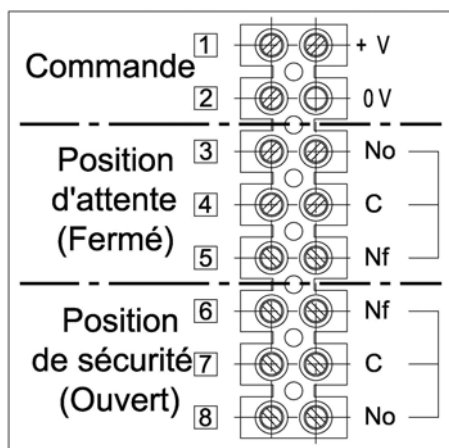 Commande
1 + V
2 0 V
Position
d'attente
(Fermé)
3 No
4 C
5 Nf
Position
de sécurité
(Ouvert)
6 Nf
7 C
8 No